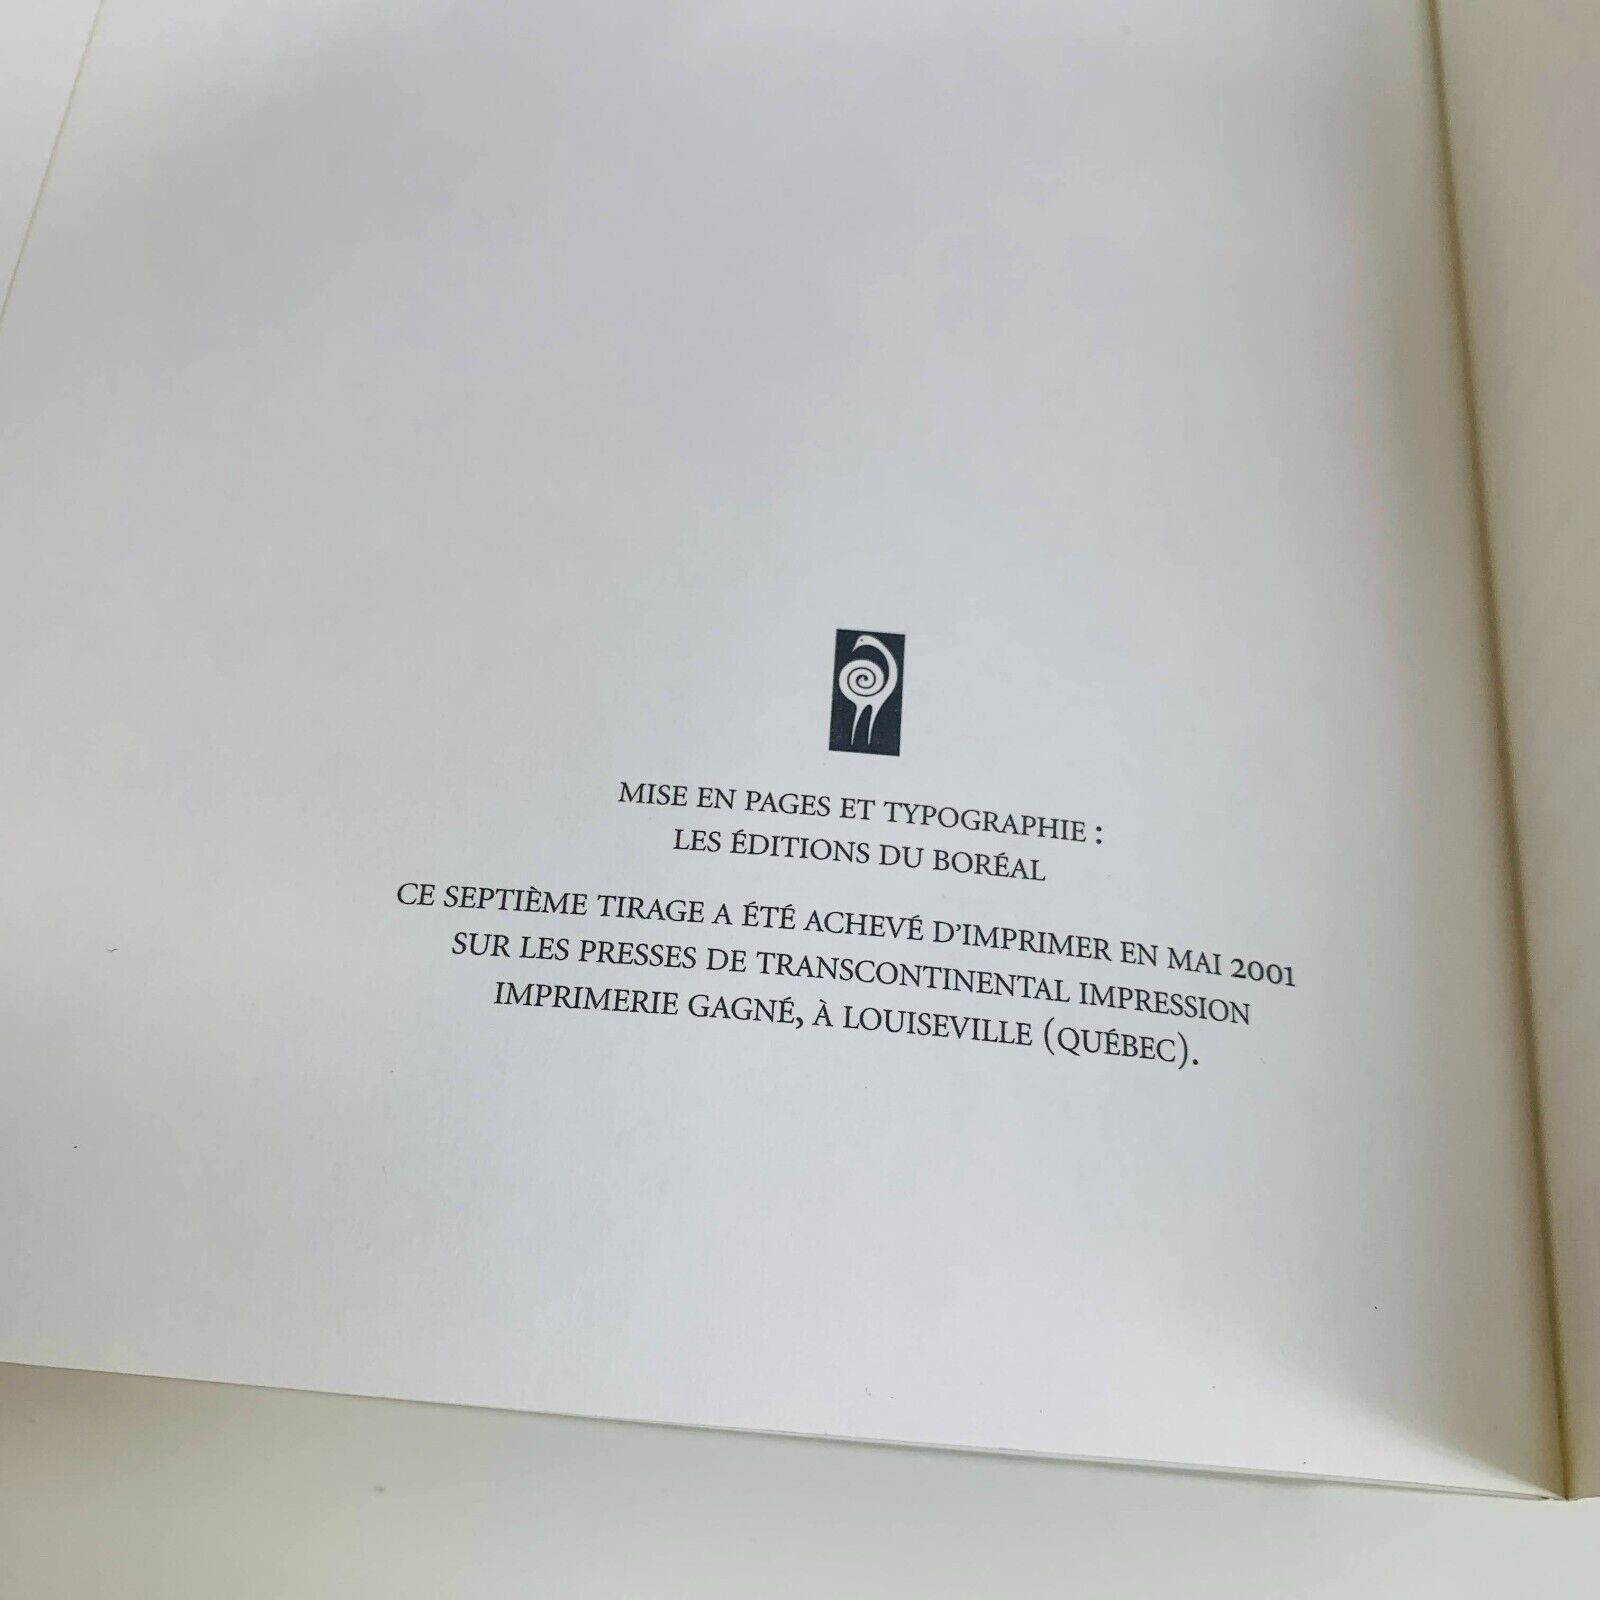 MISE EN PAGES ET TYPOGRAPHIE :
LES ÉDITIONS DU BORÉAL
CE SEPTIÈME TIRAGE A ÉTÉ ACHEVÉ D'IMPRIMER EN MAI 2001
SUR LES PRESSES DE TRANSCONTINENTAL IMPRESSION
IMPRIMERIE GAGNÉ, À LOUISEVILLE (QUÉBEC).